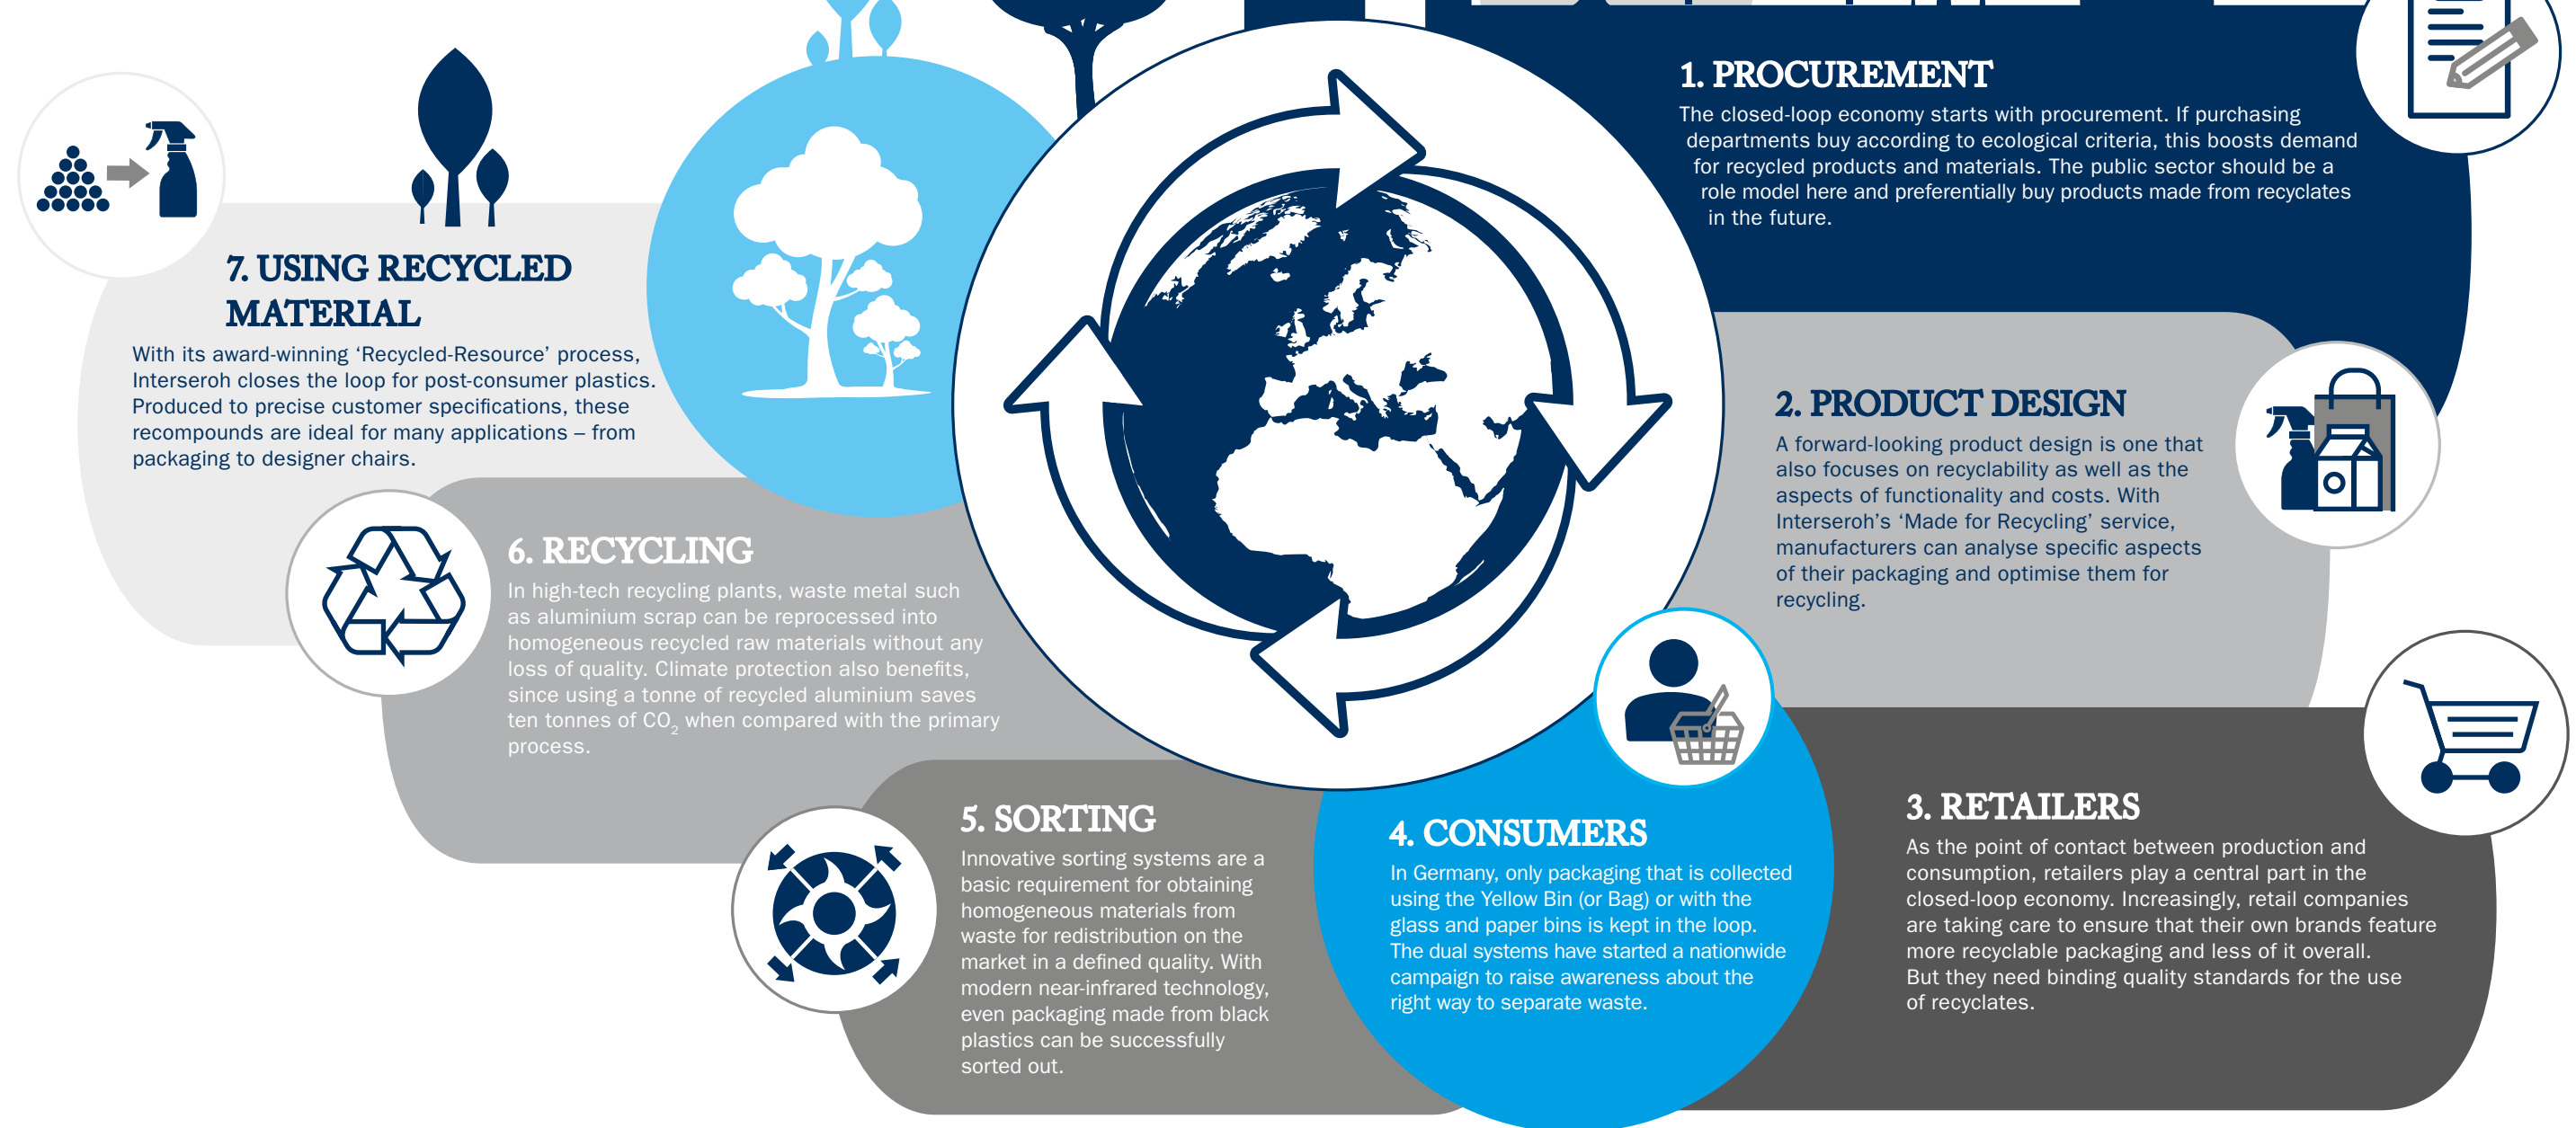 1. PROCUREMENT
The closed-loop economy starts with procurement. If purchasing
departments buy according to ecological criteria, this boosts demand
for recycled products and materials. The public sector should be a
role model here and preferentially buy products made from recyclates
in the future.
2. PRODUCT DESIGN
A forward-looking product design is one that
also focuses on recyclability as well as the
aspects of functionality and costs. With
Interseroh’s ‘Made for Recycling’ service,
manufacturers can analyse specific aspects
of their packaging and optimise them for
recycling.
3. RETAILERS
As the point of contact between production and
consumption, retailers play a central part in the
closed-loop economy. Increasingly, retail companies
are taking care to ensure that their own brands feature
more recyclable packaging and less of it overall.
But they need binding quality standards for the use
of recyclates.
4. CONSUMERS
In Germany, only packaging that is collected
using the Yellow Bin (or Bag) or with the
glass and paper bins is kept in the loop.
The dual systems have started a nationwide
campaign to raise awareness about the
right way to separate waste.
5. SORTING
Innovative sorting systems are a
basic requirement for obtaining
homogeneous materials from
waste for redistribution on the
market in a defined quality. With
modern near-infrared technology,
even packaging made from black
plastics can be successfully
sorted out.
6. RECYCLING
In high-tech recycling plants, waste metal such
as aluminium scrap can be reprocessed into
homogeneous recycled raw materials without any
loss of quality. Climate protection also benefits,
since using a tonne of recycled aluminium saves
ten tonnes of CO₂ when compared with the primary
process.
7. USING RECYCLED
MATERIAL
With its award-winning ‘Recycled-Resource’ process,
Interseroh closes the loop for post-consumer plastics.
Produced to precise customer specifications, these
recompounds are ideal for many applications – from
packaging to designer chairs.